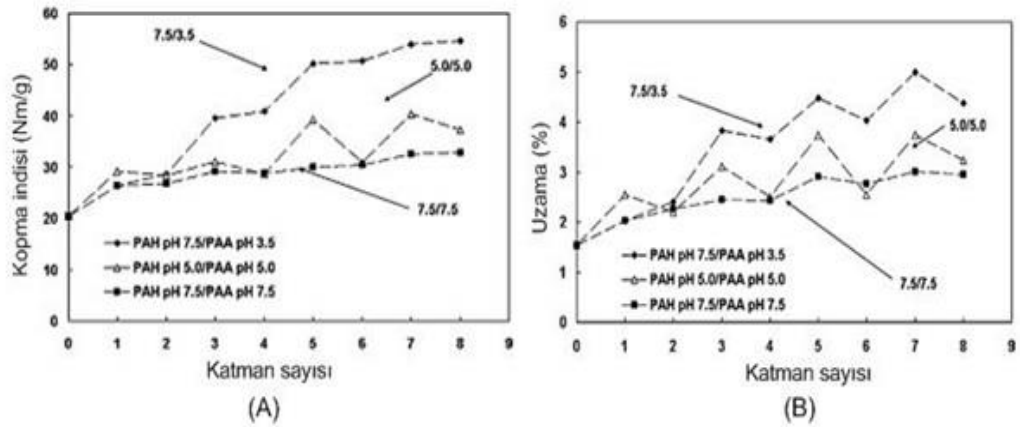 Kopma indisi (Nm/g)
60
50
40
30
20
10
0
7.5/3.5
5.0/5.0
7.5/7.5
PAH pH 7.5/PAA pH 3.5
PAH pH 5.0/PAA pH 5.0
PAH pH 7.5/PAA pH 7.5
0 1 2 3 4 5 6 7 8 9
Katman sayısı
(A)
Uzama (%)
6
5
4
3
2
1
0
7.5/3.5
5.0/5.0
7.5/7.5
PAH pH 7.5/PAA pH 3.5
PAH pH 5.0/PAA pH 5.0
PAH pH 7.5/PAA pH 7.5
0 1 2 3 4 5 6 7 8 9
Katman sayısı
(B)